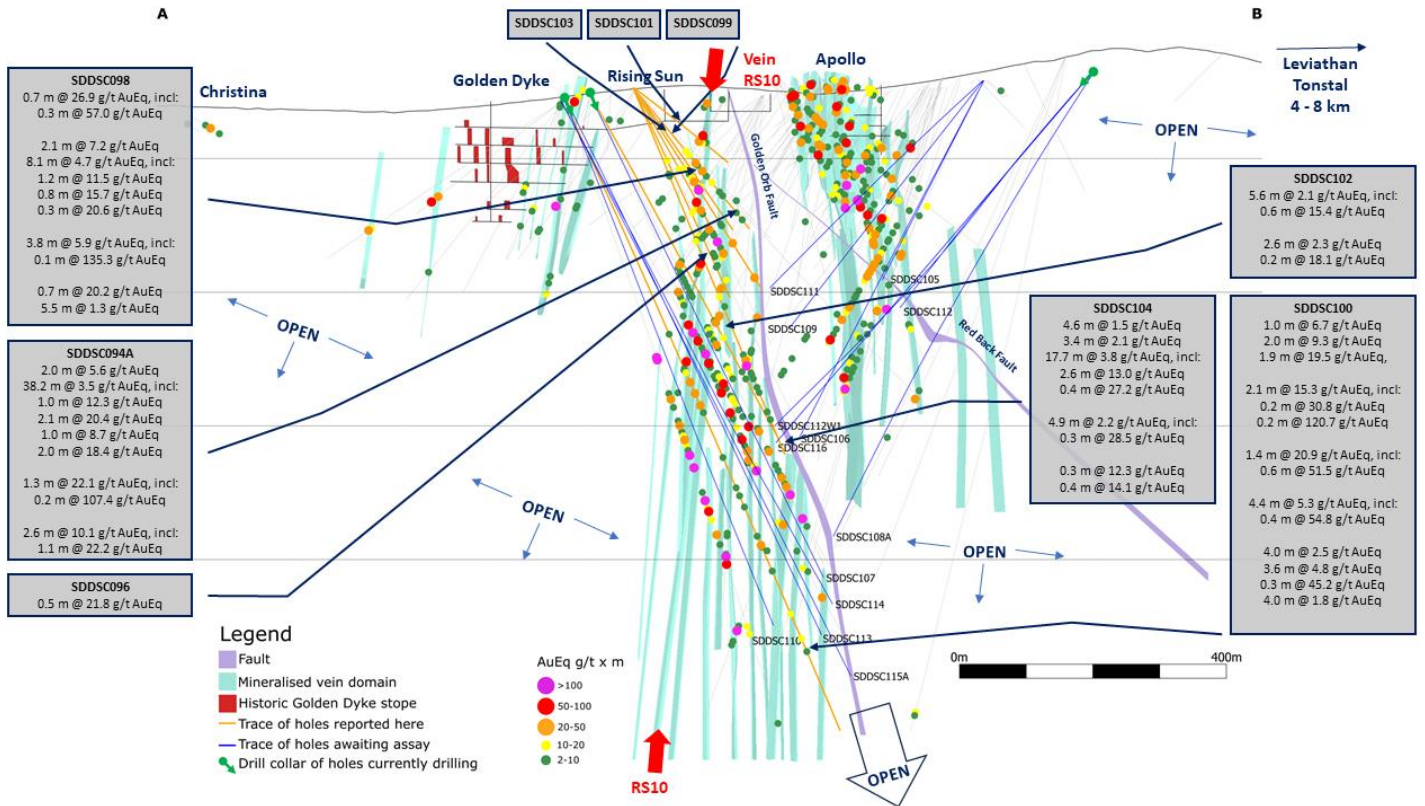 A
B
SDDSC103
SDDSC101
SDDSC099
Christina
Golden Dyke
Rising Sun
Vein
RS10
Apollo
Leviathan
Tonstal
4 - 8 km
SDDSC098
0.7 m @ 26.9 g/t AuEq, incl:
0.3 m @ 57.0 g/t AuEq
2.1 m @ 7.2 g/t AuEq
8.1 m @ 4.7 g/t AuEq, incl:
1.2 m @ 11.5 g/t AuEq
0.8 m @ 15.7 g/t AuEq
0.3 m @ 20.6 g/t AuEq
3.8 m @ 5.9 g/t AuEq, incl:
0.1 m @ 135.3 g/t AuEq
0.7 m @ 20.2 g/t AuEq
5.5 m @ 1.3 g/t AuEq
SDDSC094A
2.0 m @ 5.6 g/t AuEq
38.2 m @ 3.5 g/t AuEq, incl:
1.0 m @ 12.3 g/t AuEq
2.1 m @ 20.4 g/t AuEq
1.0 m @ 8.7 g/t AuEq
2.0 m @ 18.4 g/t AuEq
1.3 m @ 22.1 g/t AuEq, incl:
0.2 m @ 107.4 g/t AuEq
2.6 m @ 10.1 g/t AuEq, incl:
1.1 m @ 22.2 g/t AuEq
SDDSC096
0.5 m @ 21.8 g/t AuEq
OPEN
OPEN
OPEN
OPEN
OPEN
Golden Orb Fault
Red Back Fault
SDDSC105
SDDSC111
SDDSC112
SDDSC109
SDDSC112W1
SDDSC106
SDDSC116
SDDSC108A
SDDSC107
SDDSC114
SDDSC113
SDDSC110
SDDSC115A
SDDSC102
5.6 m @ 2.1 g/t AuEq, incl:
0.6 m @ 15.4 g/t AuEq
2.6 m @ 2.3 g/t AuEq
0.2 m @ 18.1 g/t AuEq
SDDSC104
4.6 m @ 1.5 g/t AuEq
3.4 m @ 2.1 g/t AuEq
17.7 m @ 3.8 g/t AuEq, incl:
2.6 m @ 13.0 g/t AuEq
0.4 m @ 27.2 g/t AuEq
4.9 m @ 2.2 g/t AuEq, incl:
0.3 m @ 28.5 g/t AuEq
0.3 m @ 12.3 g/t AuEq
0.4 m @ 14.1 g/t AuEq
SDDSC100
1.0 m @ 6.7 g/t AuEq
2.0 m @ 9.3 g/t AuEq
1.9 m @ 19.5 g/t AuEq,
2.1 m @ 15.3 g/t AuEq, incl:
0.2 m @ 30.8 g/t AuEq
0.2 m @ 120.7 g/t AuEq
1.4 m @ 20.9 g/t AuEq, incl:
0.6 m @ 51.5 g/t AuEq
4.4 m @ 5.3 g/t AuEq, incl:
0.4 m @ 54.8 g/t AuEq
4.0 m @ 2.5 g/t AuEq
3.6 m @ 4.8 g/t AuEq
0.3 m @ 45.2 g/t AuEq
4.0 m @ 1.8 g/t AuEq
Legend
Fault
Mineralised vein domain
Historic Golden Dyke stope
Trace of holes reported here
Trace of holes awaiting assay
Drill collar of holes currently drilling
AuEq g/t x m
>100
50-100
20-50
10-20
2-10
RS10
0m
400m